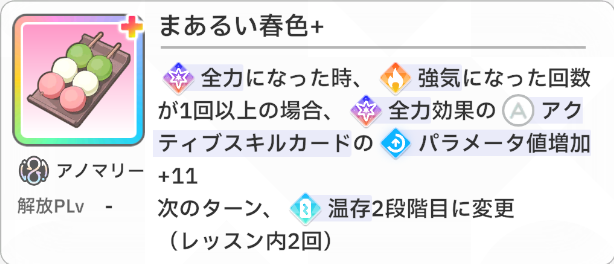 まあるい春色+
全力になった時、強気になった回数
が1回以上の場合、全力効果のAアク
ティブスキルカードのパラメータ値増加
+11
次のターン、温存2段階目に変更
（レッスン内2回）
アノマリー
解放PLv -